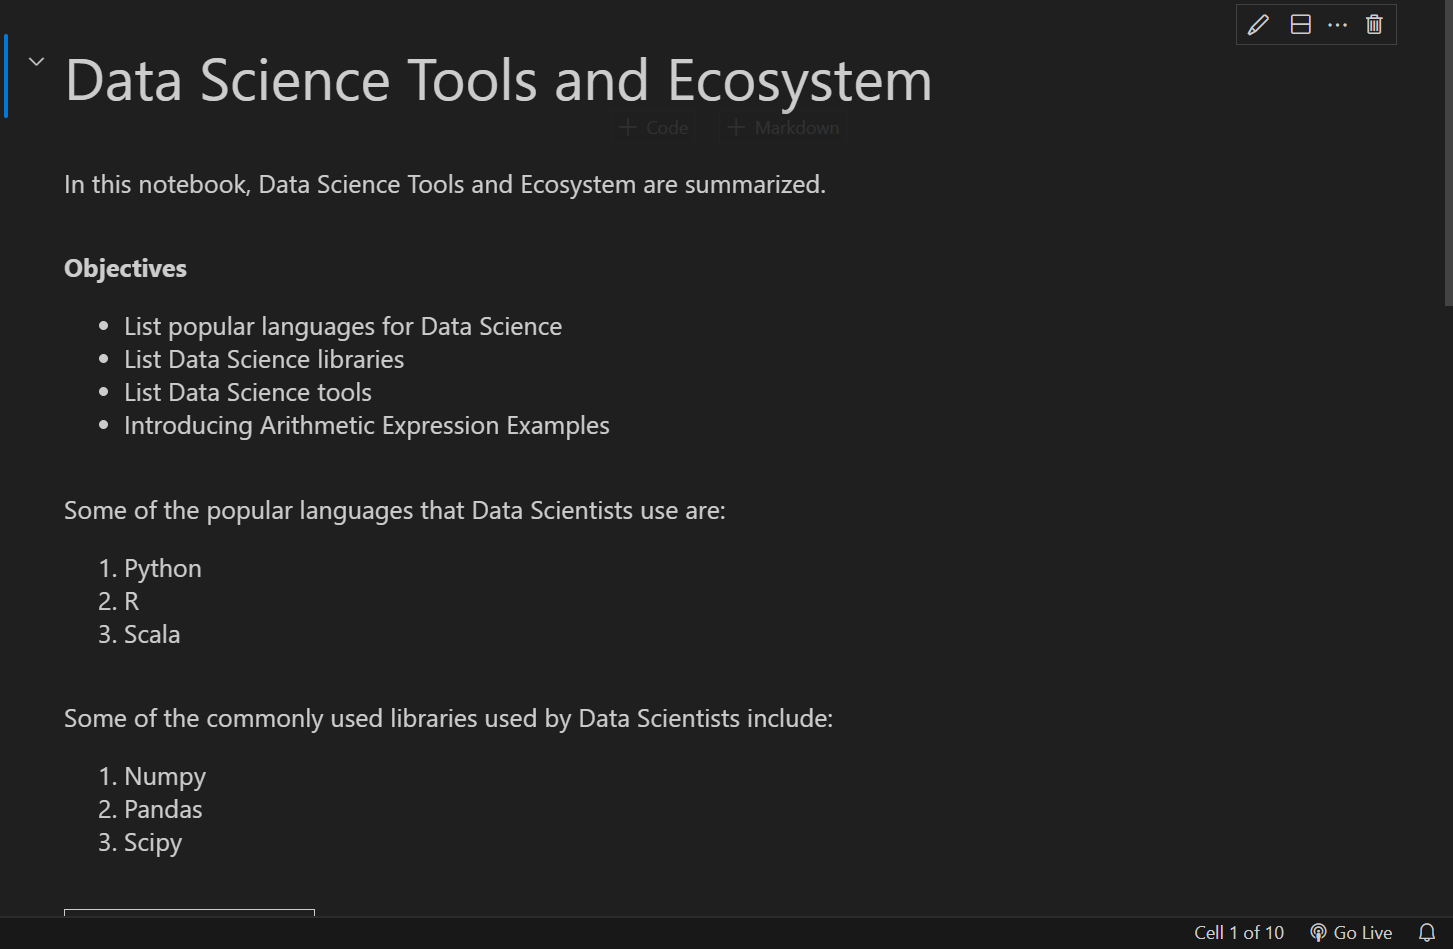 Data Science Tools and Ecosystem
+ Code + Markdown
In this notebook, Data Science Tools and Ecosystem are summarized.
Objectives
• List popular languages for Data Science
• List Data Science libraries
• List Data Science tools
• Introducing Arithmetic Expression Examples
Some of the popular languages that Data Scientists use are:
1. Python
2. R
3. Scala
Some of the commonly used libraries used by Data Scientists include:
1. Numpy
2. Pandas
3. Scipy
Cell 1 of 10 Go Live